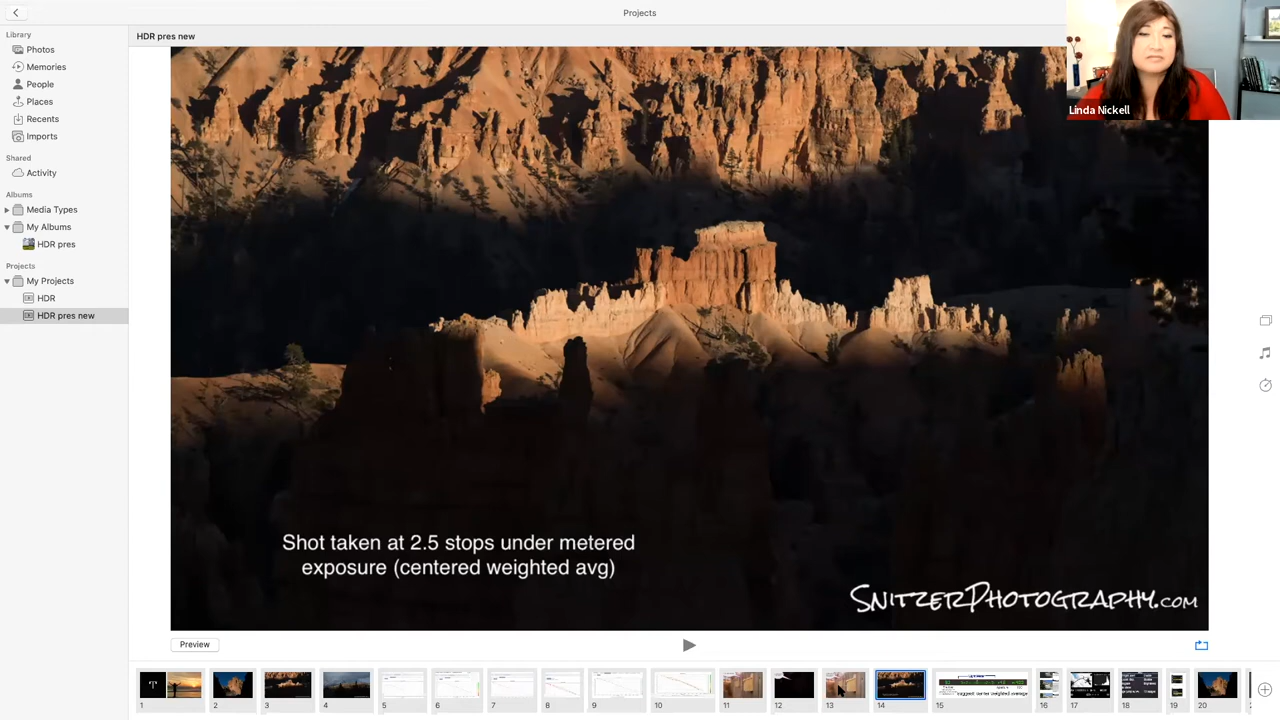 Projects
Library
HDR pres new
Photos
Memories
People
Places
Recents
Imports
Shared
Activity
Albums
Media Types
My Albums
HDR pres
Projects
My Projects
HDR
HDR pres new
Linda Nickell
Shot taken at 2.5 stops under metered
exposure (centered weighted avg)
SNITZERPHOTOGRAPHY.COM
Preview
1
2
3
4
5
6
7
8
9
10
11
12
13
14
15
16
17
18
19
20